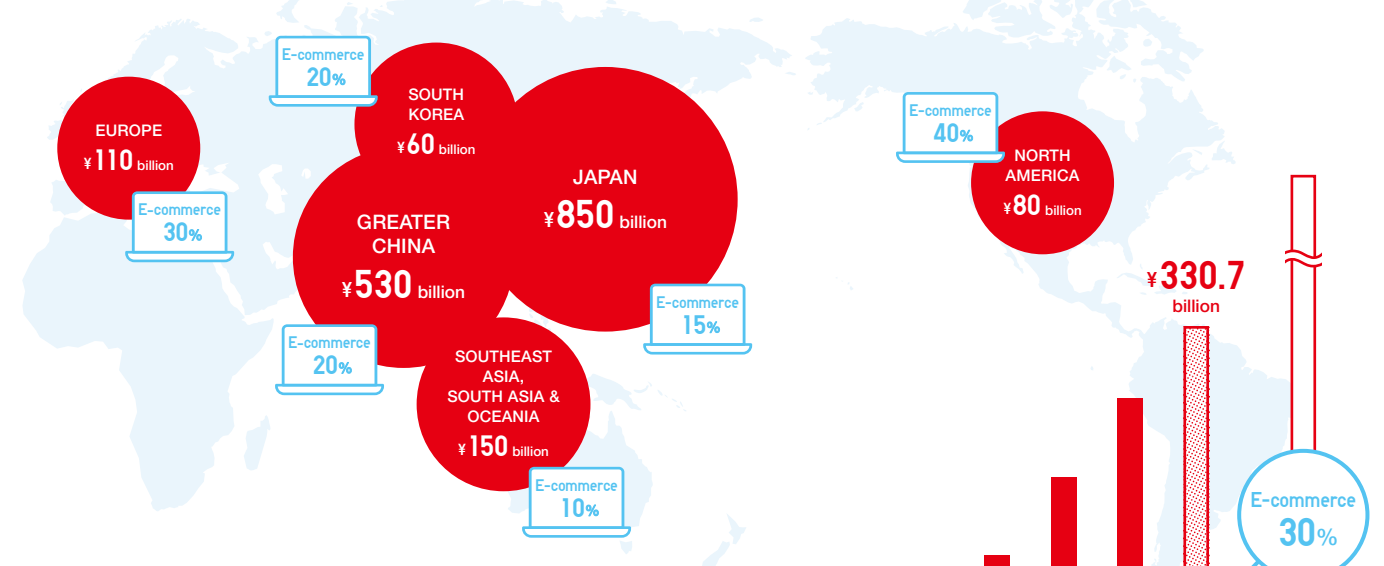 E-commerce
20%
SOUTH
KOREA
¥60 billion
EUROPE
¥110 billion
E-commerce
30%
JAPAN
¥850 billion
GREATER
CHINA
¥530 billion
E-commerce
15%
E-commerce
20%
SOUTHEAST
ASIA,
SOUTH ASIA &
OCEANIA
¥150 billion
E-commerce
10%
E-commerce
40%
NORTH
AMERICA
¥80 billion
¥330.7
billion
E-commerce
30%